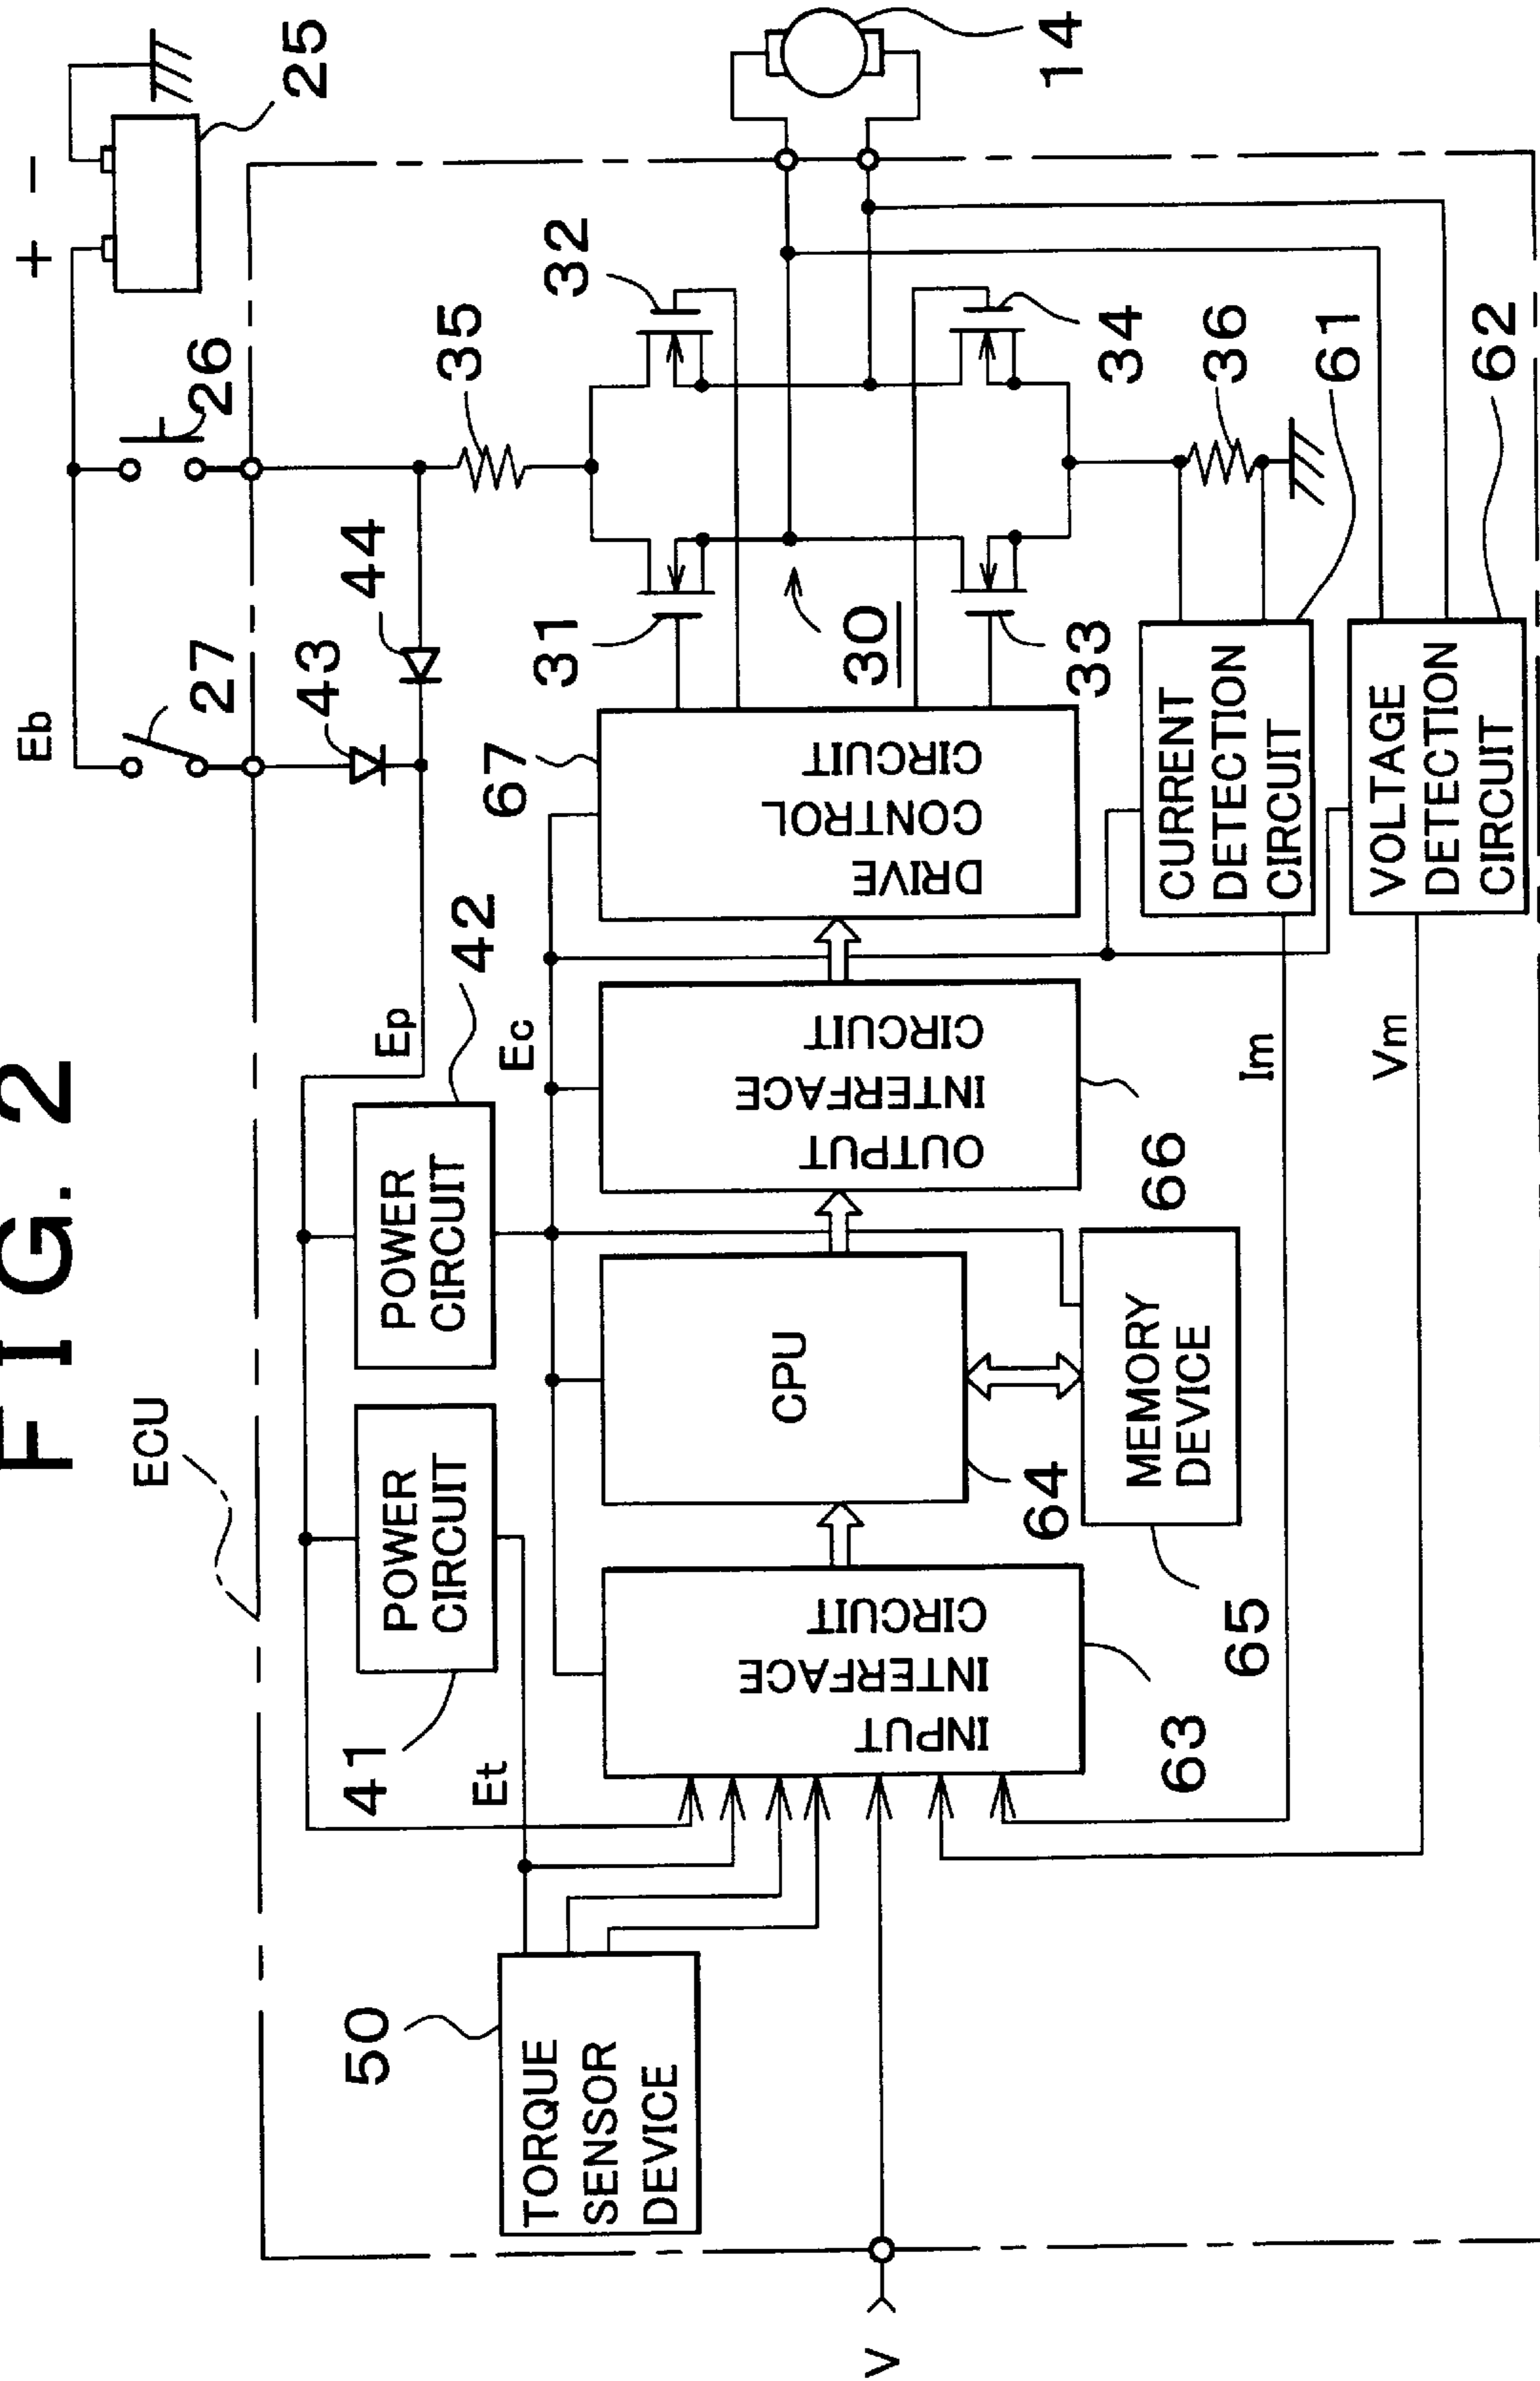 FIG. 2
Eb
+ -
25
26
27
ECU
43
44
35
32
14
Ep
41
POWER
CIRCUIT
POWER
CIRCUIT
42
Et
Ec
67
31
30
33
34
36
61
62
50
TORQUE
SENSOR
DEVICE
INPUT
INTERFACE
CIRCUIT
63
CPU
64
MEMORY
DEVICE
65
OUTPUT
INTERFACE
CIRCUIT
66
DRIVE
CONTROL
CIRCUIT
CURRENT
DETECTION
CIRCUIT
VOLTAGE
DETECTION
CIRCUIT
Im
Vm
V